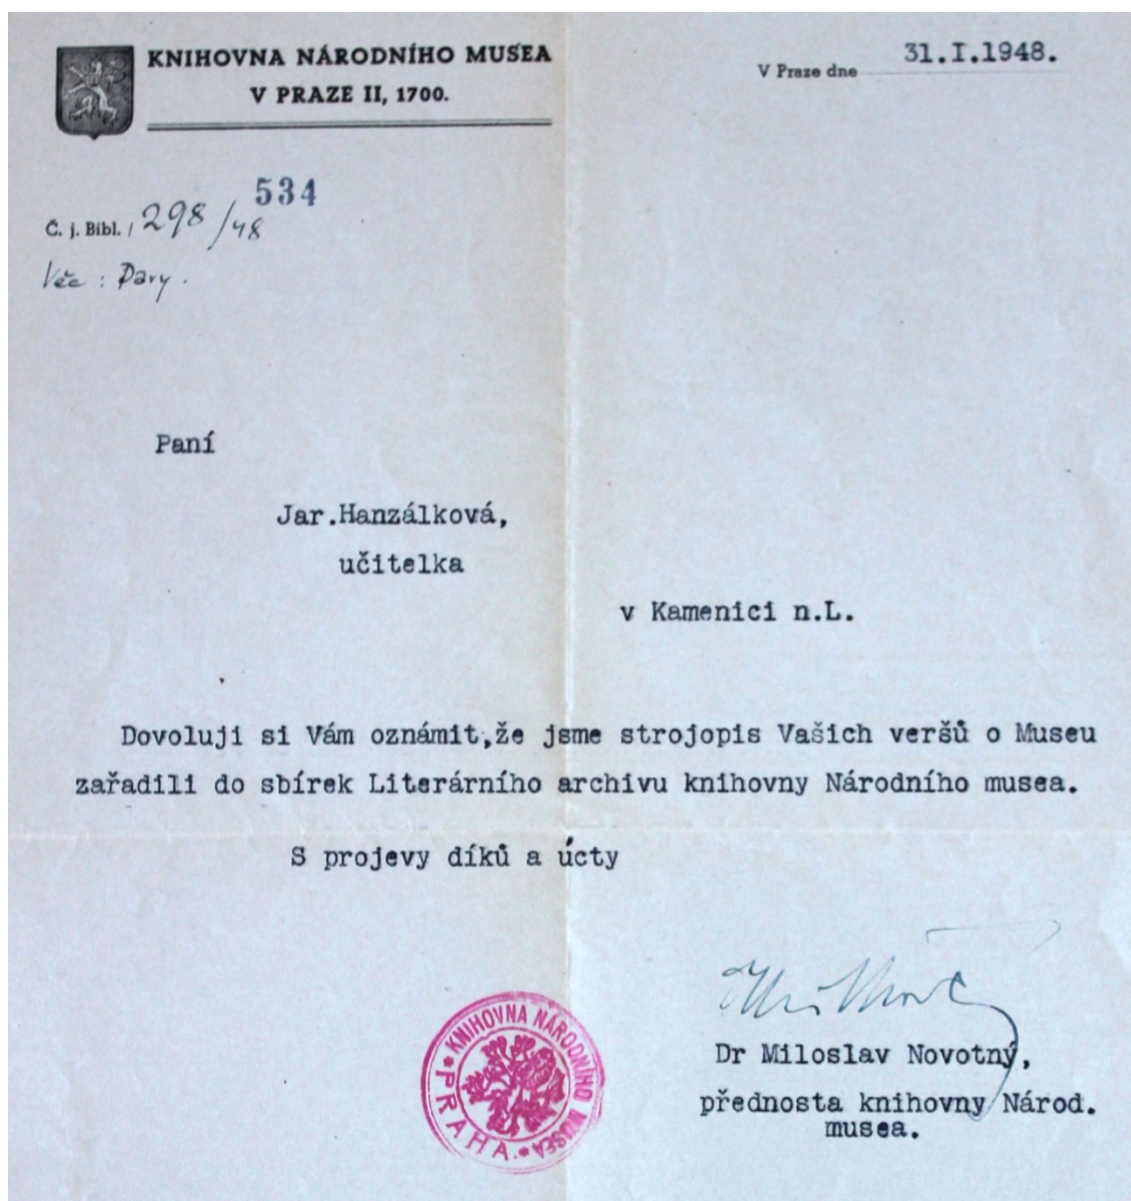 KNIHOVNA NÁRODNÍHO MUSEA
V PRAZE II, 1700.
V Praze dne 31.I.1948.
534
Č. j. Bibl. / 298/48
Věc : Dary.
Paní
Jar.Hanzálková,
učitelka
v Kamenici n.L.
Dovoluji si Vám oznámit,že jsme strojopis Vašich veršů o Museu
zařadili do sbírek Literárního archivu knihovny Národního musea.
S projevy díků a úcty
KNIHOVNA NÁRODNÍHO MUSEA
PRAHA.
Dr Miloslav Novotný,
přednosta knihovny Národ.
musea.